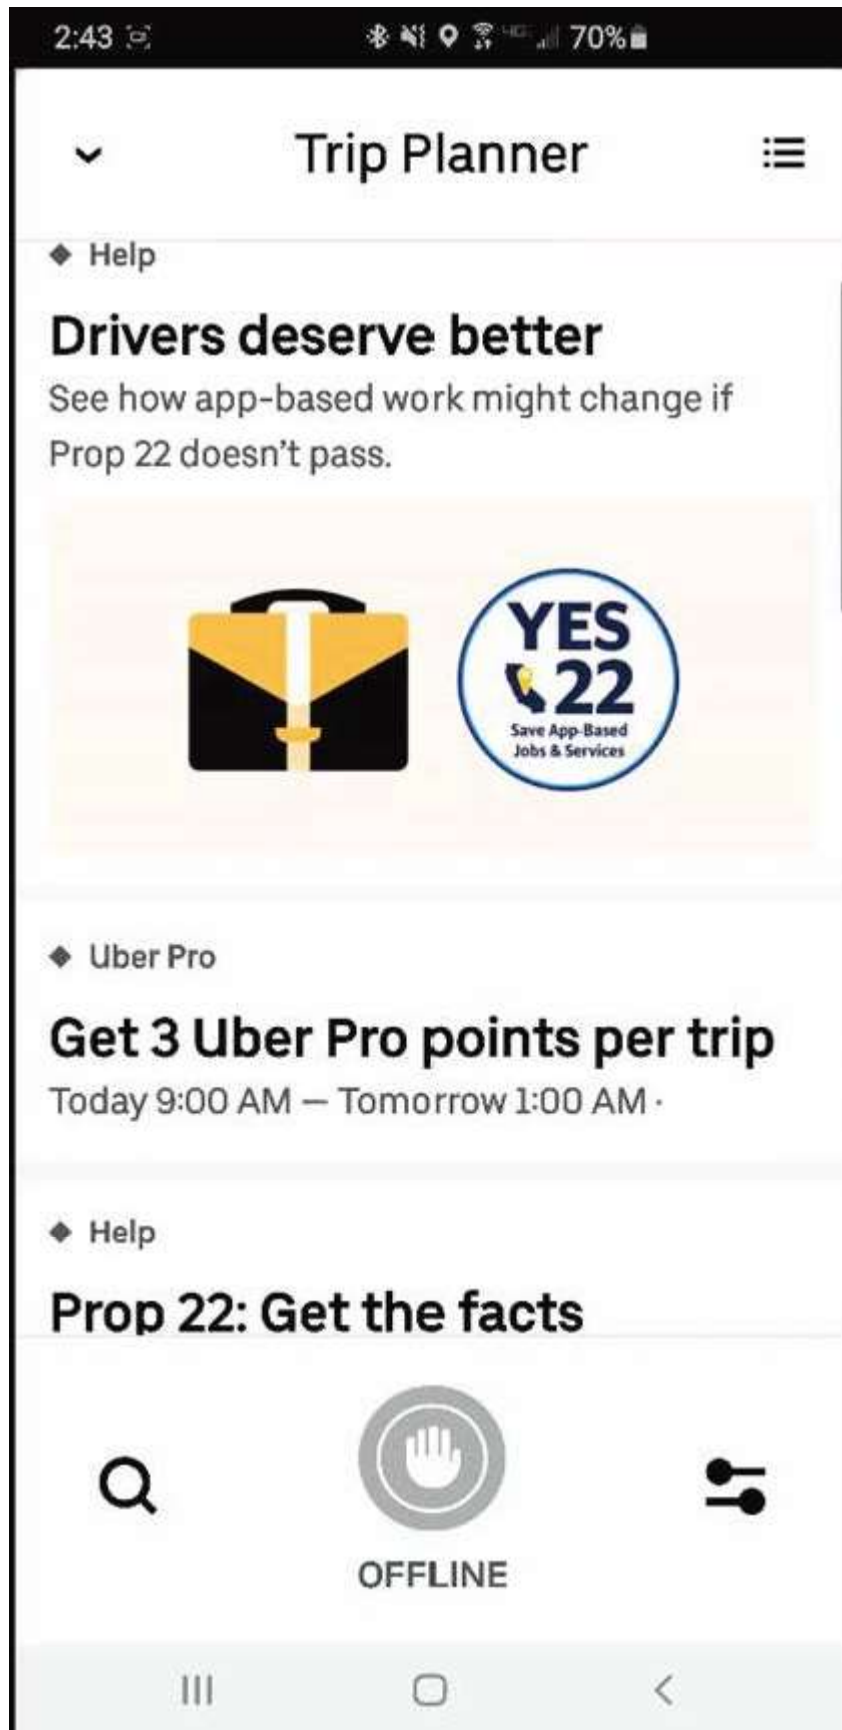 2:43
70%
Trip Planner
Help
Drivers deserve better
See how app-based work might change if
Prop 22 doesn't pass.
YES
22
Save App-Based
Jobs & Services
Uber Pro
Get 3 Uber Pro points per trip
Today 9:00 AM — Tomorrow 1:00 AM ·
Help
Prop 22: Get the facts
OFFLINE